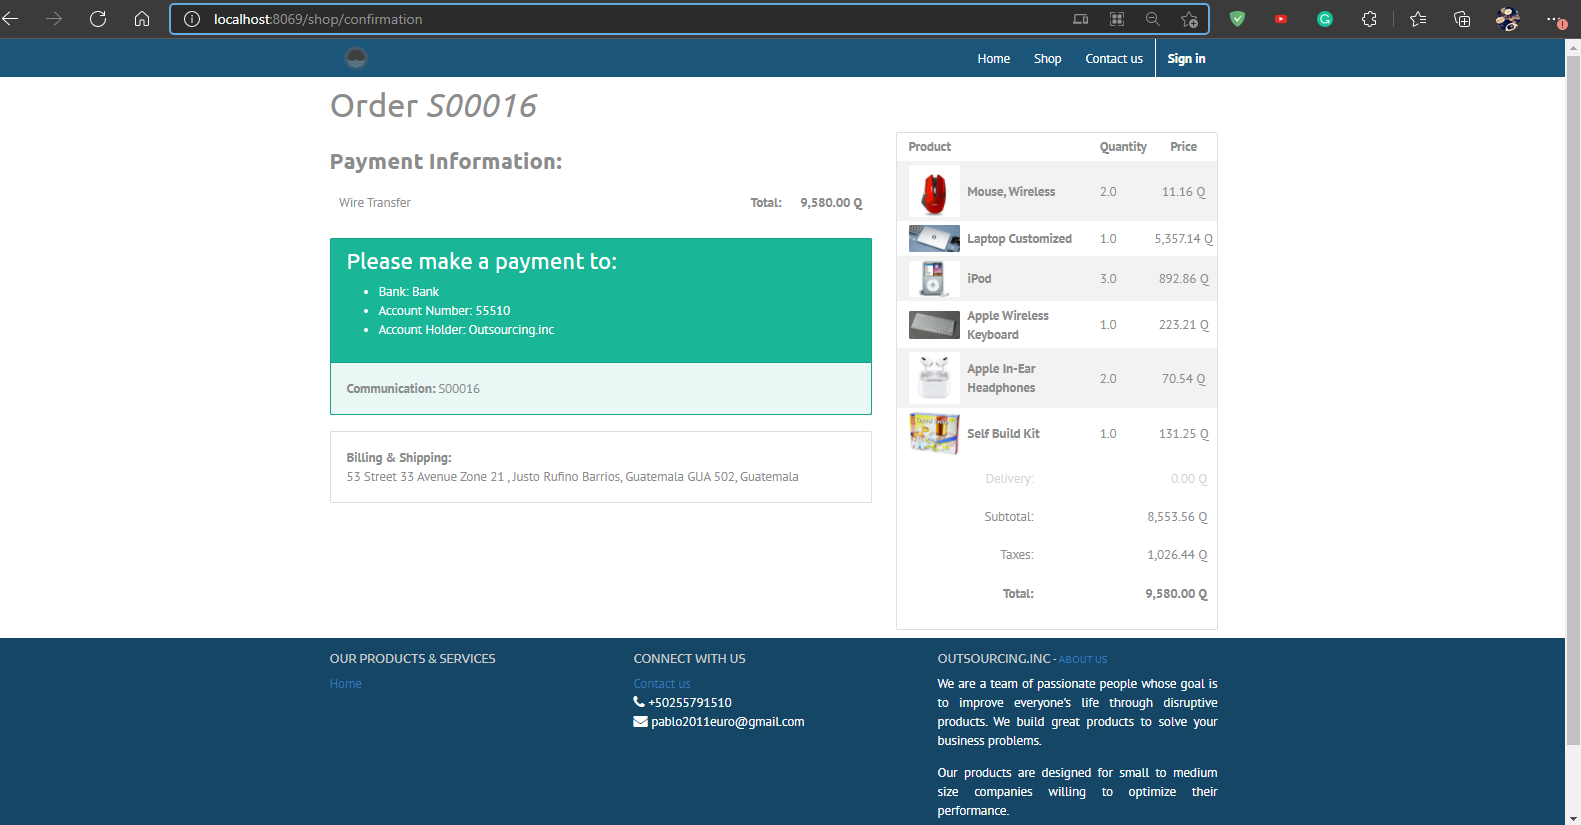 localhost:8069/shop/confirmation
Home Shop Contact us Sign in
Order S00016
Payment Information:
Wire Transfer Total: 9,580.00 Q
Please make a payment to:
• Bank: Bank
• Account Number: 55510
• Account Holder: Outsourcing.inc
Communication: S00016
Billing & Shipping:
53 Street 33 Avenue Zone 21 , Justo Rufino Barrios, Guatemala GUA 502, Guatemala
Product Quantity Price
Mouse, Wireless 2.0 11.16 Q
Laptop Customized 1.0 5,357.14 Q
iPod 3.0 892.86 Q
Apple Wireless
Keyboard 1.0 223.21 Q
Apple In-Ear
Headphones 2.0 70.54 Q
Self Build Kit 1.0 131.25 Q
Delivery: 0.00 Q
Subtotal: 8,553.56 Q
Taxes: 1,026.44 Q
Total: 9,580.00 Q
OUR PRODUCTS & SERVICES
Home
CONNECT WITH US
Contact us
+50255791510
pablo2011euro@gmail.com
OUTSOURCING.INC - ABOUT US
We are a team of passionate people whose goal is
to improve everyone's life through disruptive
products. We build great products to solve your
business problems.
Our products are designed for small to medium
size companies willing to optimize their
performance.